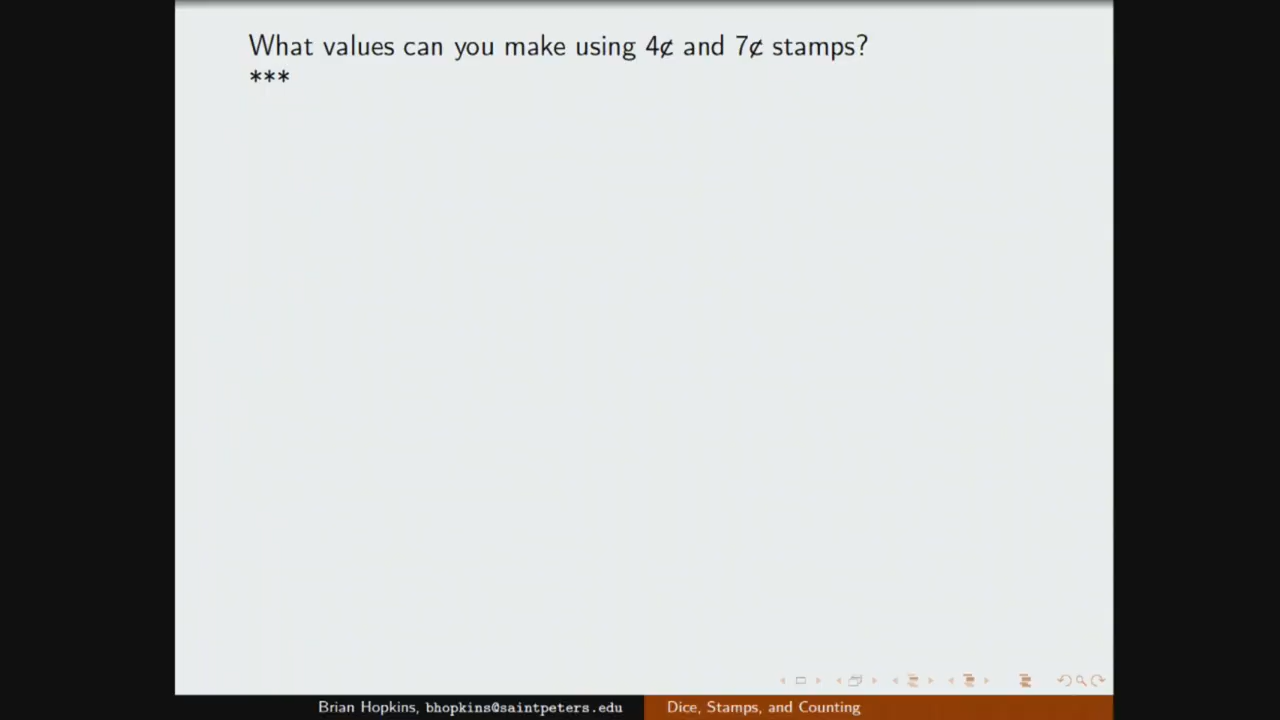 What values can you make using 4¢ and 7¢ stamps?
***
Brian Hopkins, bhopkins@saintpeters.edu
Dice, Stamps, and Counting